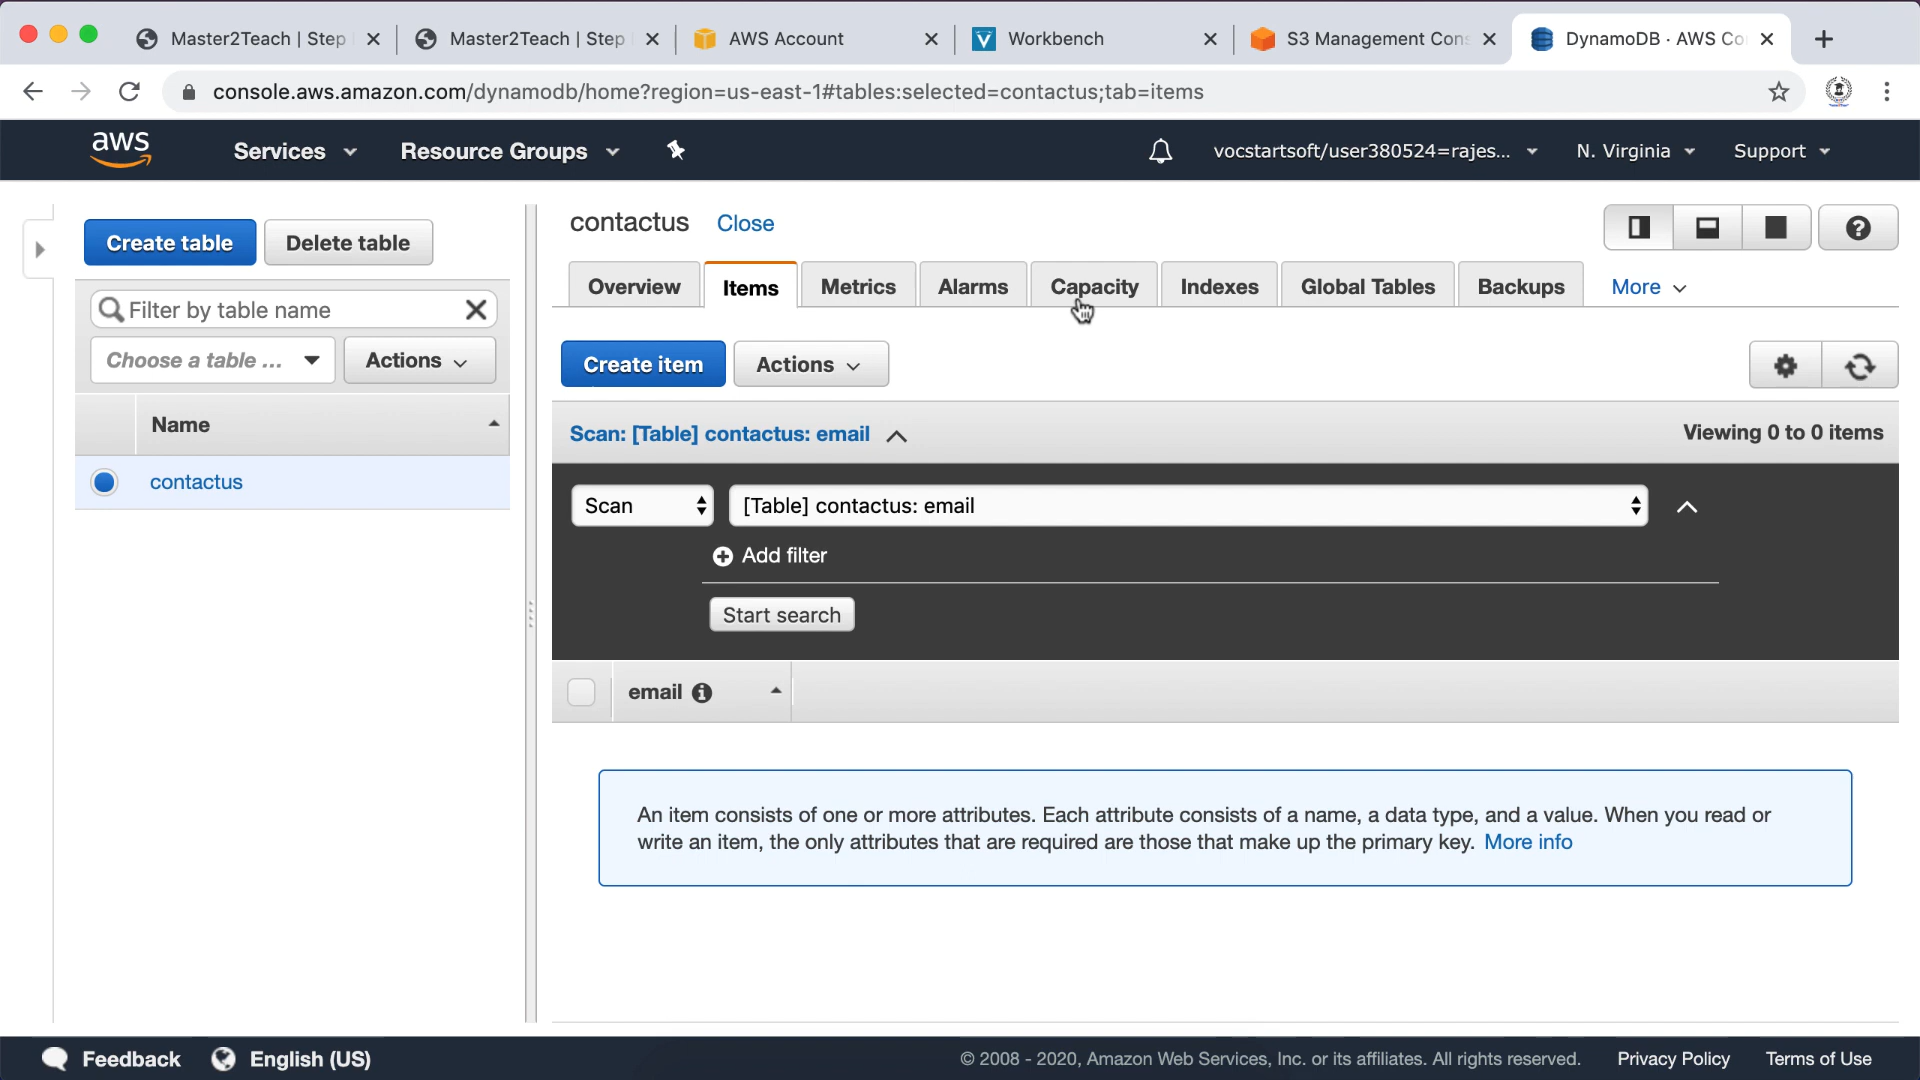 Master2Teach | Step
Master2Teach | Step
AWS Account
Workbench
S3 Management Cons
DynamoDB · AWS Co
console.aws.amazon.com/dynamodb/home?region=us-east-1#tables:selected=contactus;tab=items
aws
Services
Resource Groups
vocstartsoft/user380524=rajes...
N. Virginia
Support
Create table
Delete table
Filter by table name
Choose a table ...
Actions
Name
contactus
contactus
Close
Overview
Items
Metrics
Alarms
Capacity
Indexes
Global Tables
Backups
More
Create item
Actions
Scan: [Table] contactus: email
Viewing 0 to 0 items
Scan
[Table] contactus: email
Add filter
Start search
email
An item consists of one or more attributes. Each attribute consists of a name, a data type, and a value. When you read or
write an item, the only attributes that are required are those that make up the primary key. More info
Feedback
English (US)
© 2008 - 2020, Amazon Web Services, Inc. or its affiliates. All rights reserved.
Privacy Policy
Terms of Use